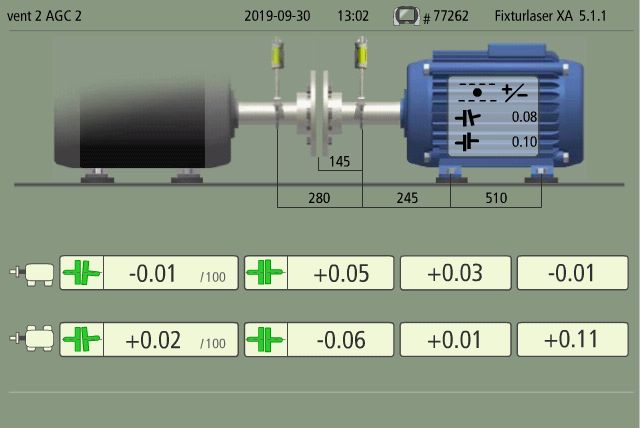 vent 2 AGC 2 2019-09-30 13:02 # 77262 Fixturlaser XA 5.1.1
+/-
0.08
0.10
145
280 245 510
-0.01 /100 +0.05 +0.03 -0.01
+0.02 /100 -0.06 +0.01 +0.11